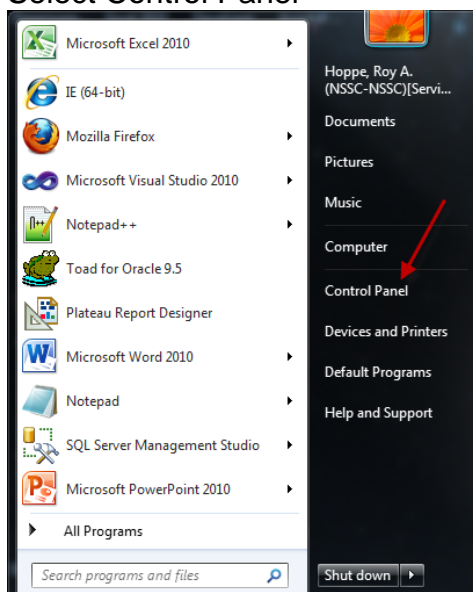 Select Control Panel
Microsoft Excel 2010
IE (64-bit)
Mozilla Firefox
Microsoft Visual Studio 2010
Notepad++
Toad for Oracle 9.5
Plateau Report Designer
Microsoft Word 2010
Notepad
SQL Server Management Studio
Microsoft PowerPoint 2010
All Programs
Search programs and files
Hoppe, Roy A.
(NSSC-NSSC)[Servi...
Documents
Pictures
Music
Computer
Control Panel
Devices and Printers
Default Programs
Help and Support
Shut down